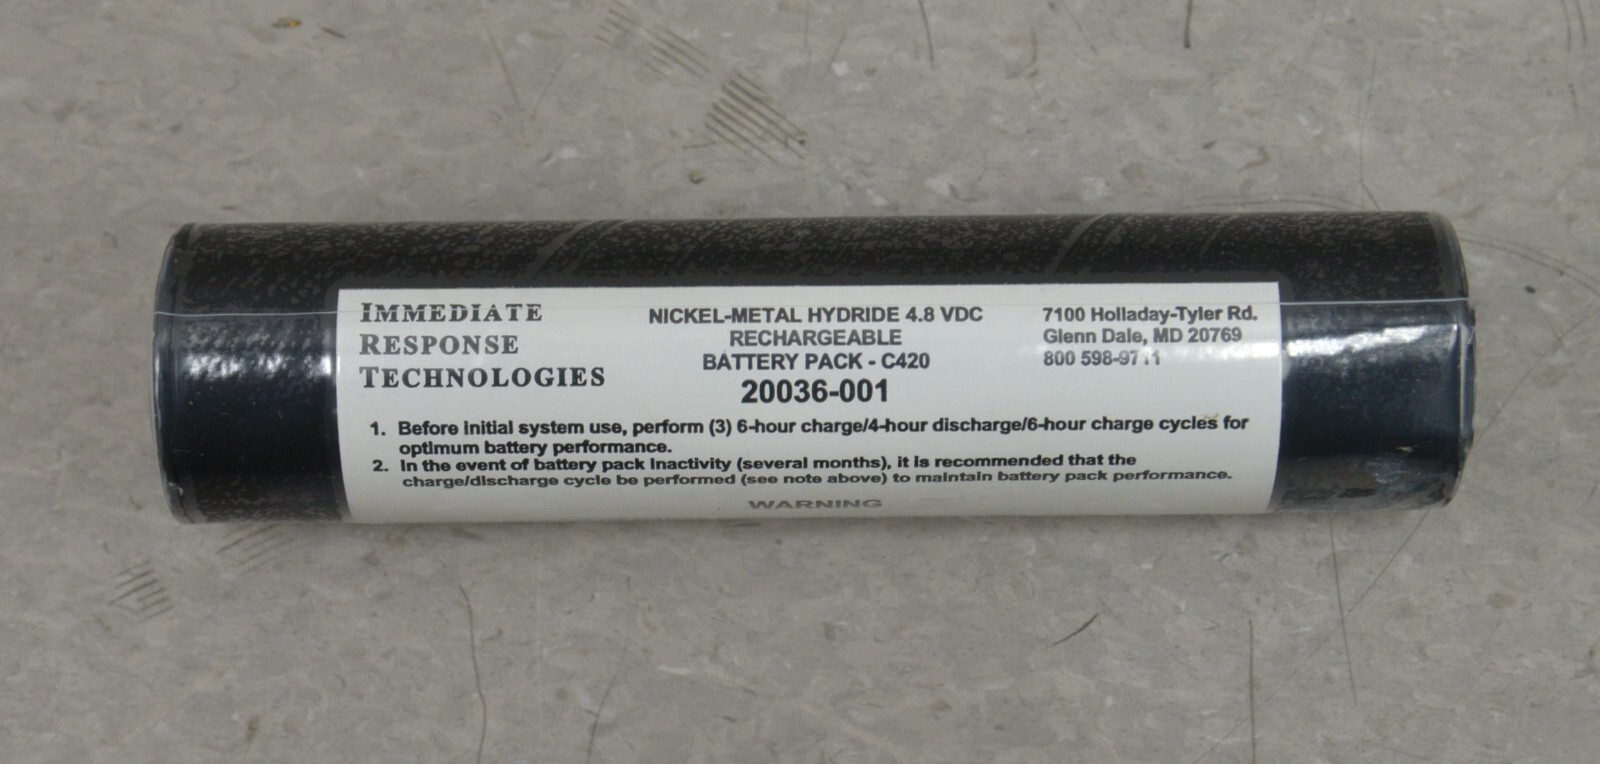 IMMEDIATE
RESPONSE
TECHNOLOGIES
NICKEL-METAL HYDRIDE 4.8 VDC
RECHARGEABLE
BATTERY PACK - C420
20036-001
7100 Holladay-Tyler Rd.
Glenn Dale, MD 20769
800
1. Before initial system use, perform (3) 6-hour charge/4-hour discharge/6-hour charge cycles for
optimum battery performance.
2. In the event of battery pack inactivity (several months), it is recommended that the
charge/discharge cycle be performed (see note above) to maintain battery pack performance.
WARNING